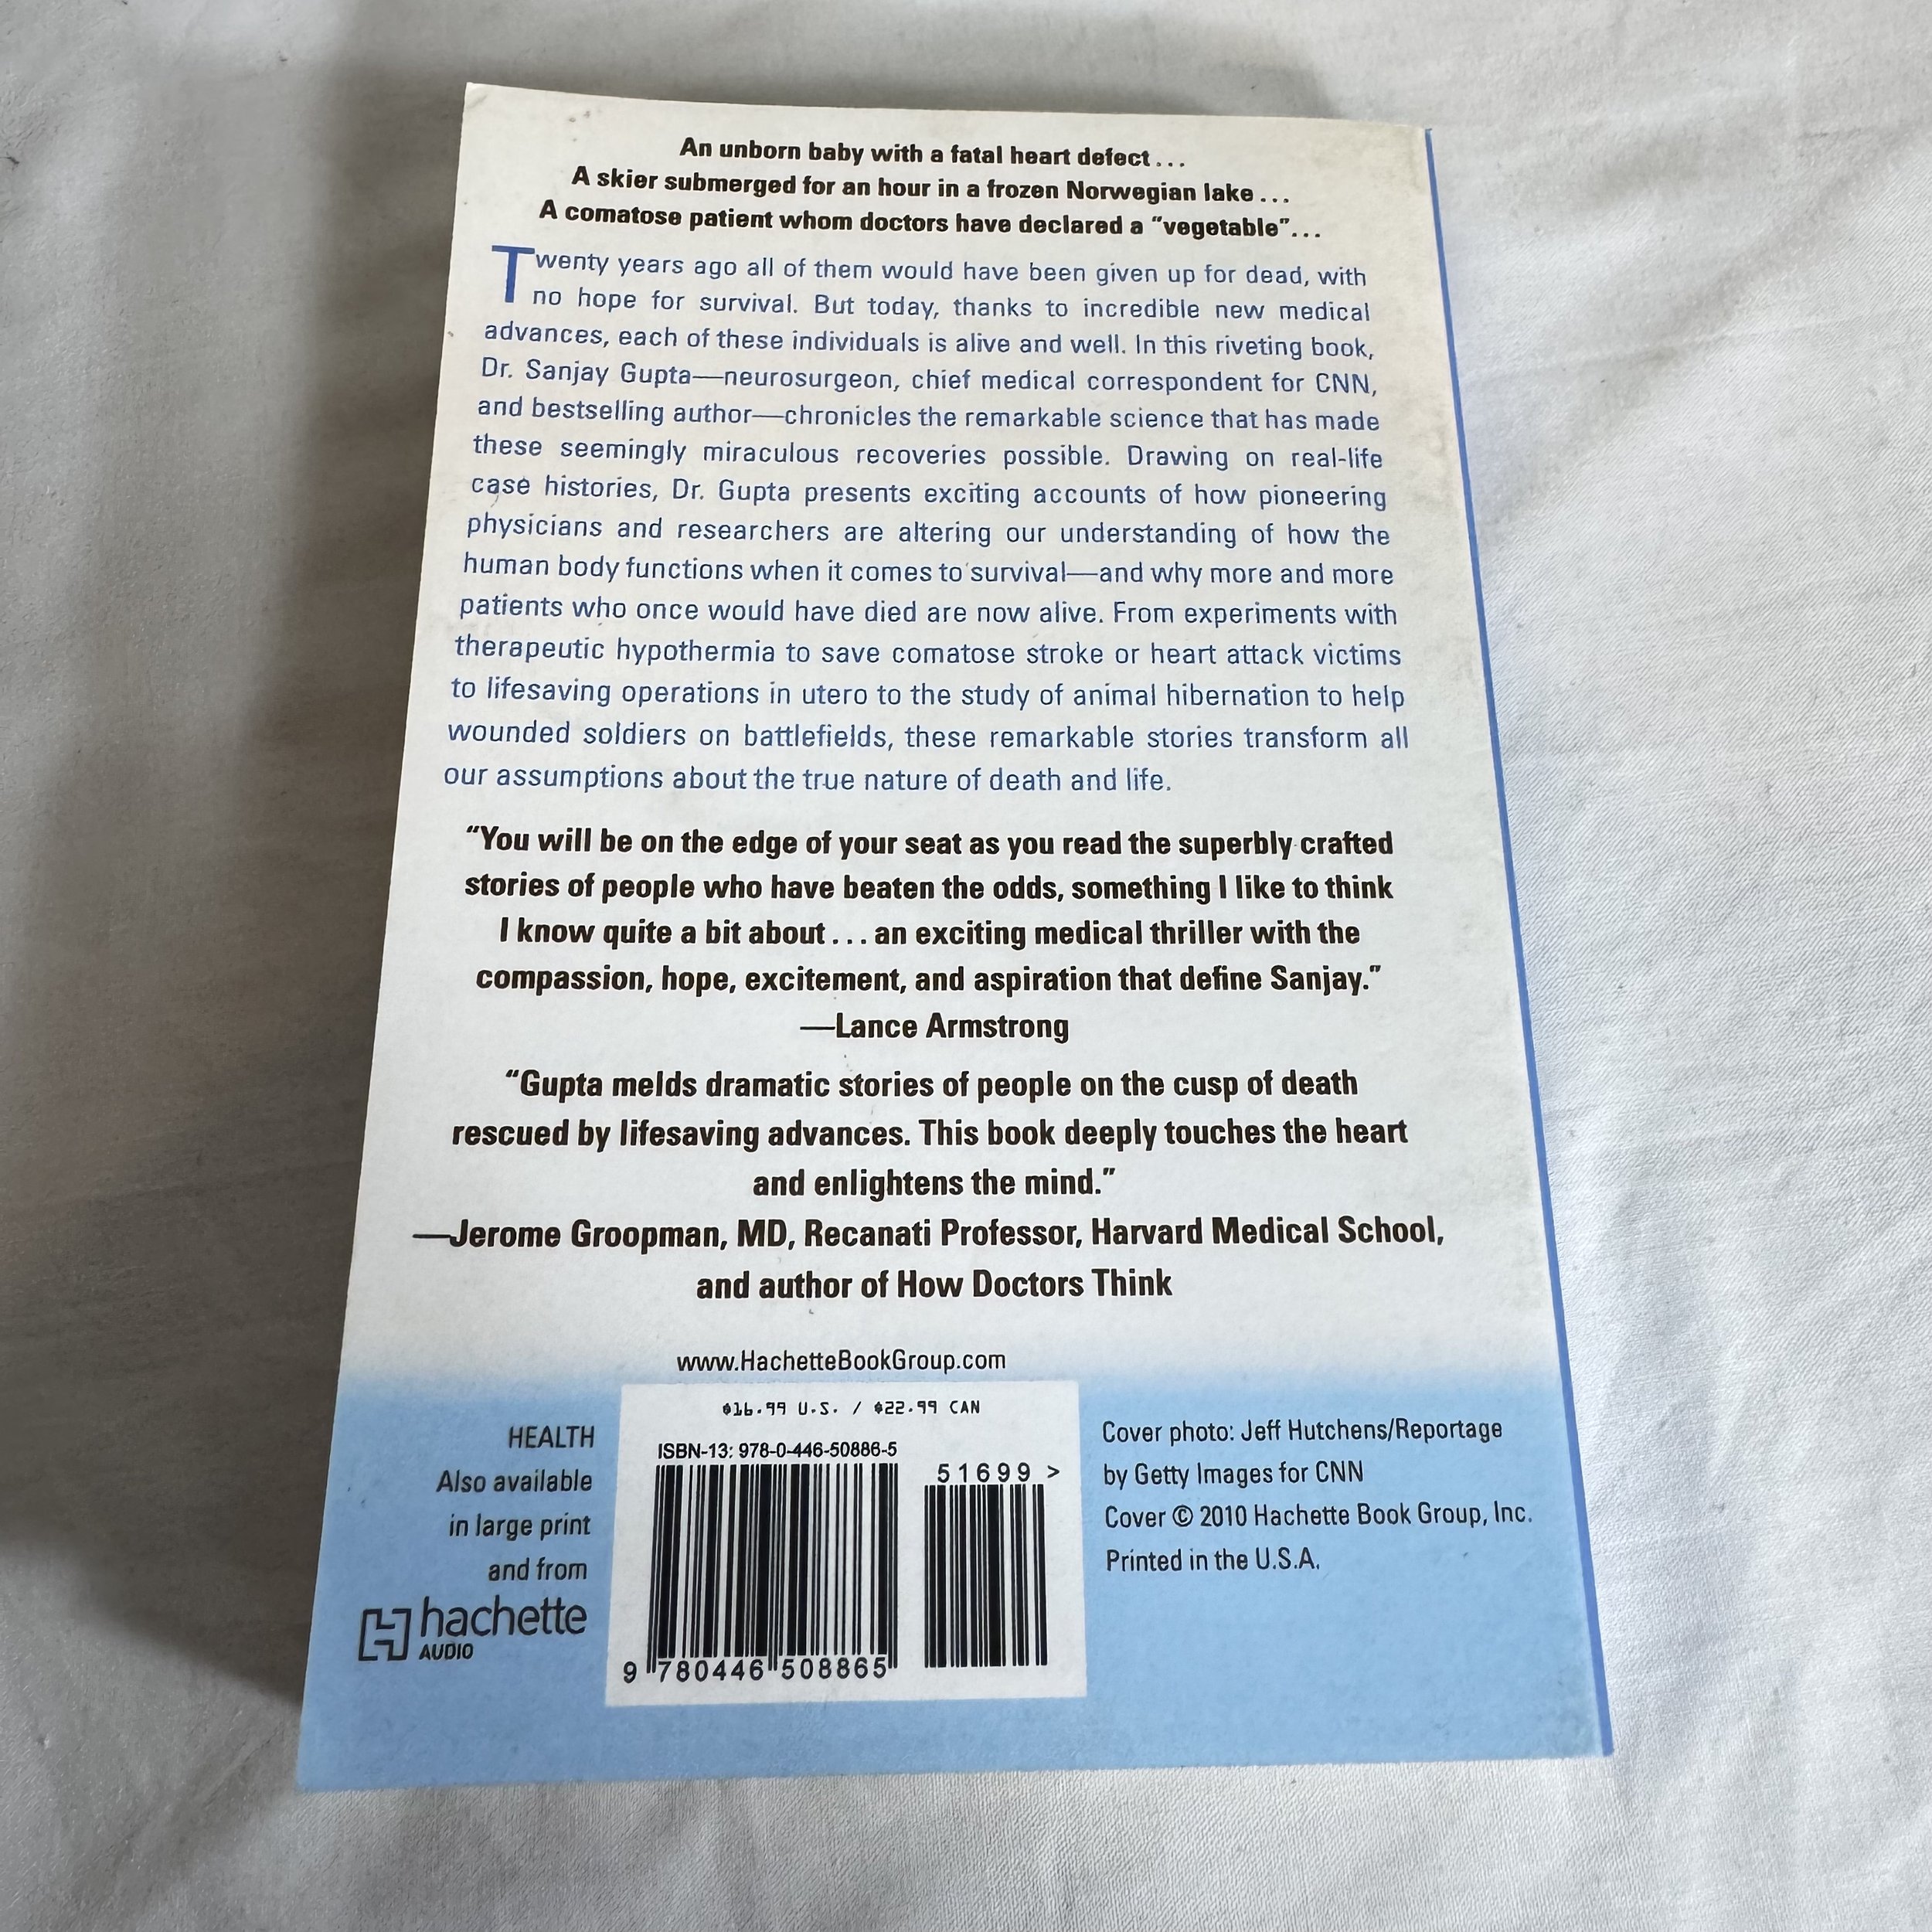 An unborn baby with a fatal heart defect...
A skier submerged for an hour in a frozen Norwegian lake...
A comatose patient whom doctors have declared a “vegetable”...
Twenty years ago all of them would have been given up for dead, with
no hope for survival. But today, thanks to incredible new medical
advances, each of these individuals is alive and well. In this riveting book,
Dr. Sanjay Gupta—neurosurgeon, chief medical correspondent for CNN,
and bestselling author—chronicles the remarkable science that has made
these seemingly miraculous recoveries possible. Drawing on real-life
case histories, Dr. Gupta presents exciting accounts of how pioneering
physicians and researchers are altering our understanding of how the
human body functions when it comes to survival—and why more and more
patients who once would have died are now alive. From experiments with
therapeutic hypothermia to save comatose stroke or heart attack victims
to lifesaving operations in utero to the study of animal hibernation to help
wounded soldiers on battlefields, these remarkable stories transform all
our assumptions about the true nature of death and life.
“You will be on the edge of your seat as you read the superbly crafted
stories of people who have beaten the odds, something I like to think
I know quite a bit about... an exciting medical thriller with the
compassion, hope, excitement, and aspiration that define Sanjay.”
—Lance Armstrong
“Gupta melds dramatic stories of people on the cusp of death
rescued by lifesaving advances. This book deeply touches the heart
and enlightens the mind.”
—Jerome Groopman, MD, Recanati Professor, Harvard Medical School,
and author of How Doctors Think
www.HachetteBookGroup.com
HEALTH
Also available
in large print
and from
hachette
AUDIO
$16.99 U.S. / $22.99 CAN
ISBN-13: 978-0-446-50886-5
51699 >
9 780446 508865
Cover photo: Jeff Hutchens/Reportage
by Getty Images for CNN
Cover © 2010 Hachette Book Group, Inc.
Printed in the U.S.A.